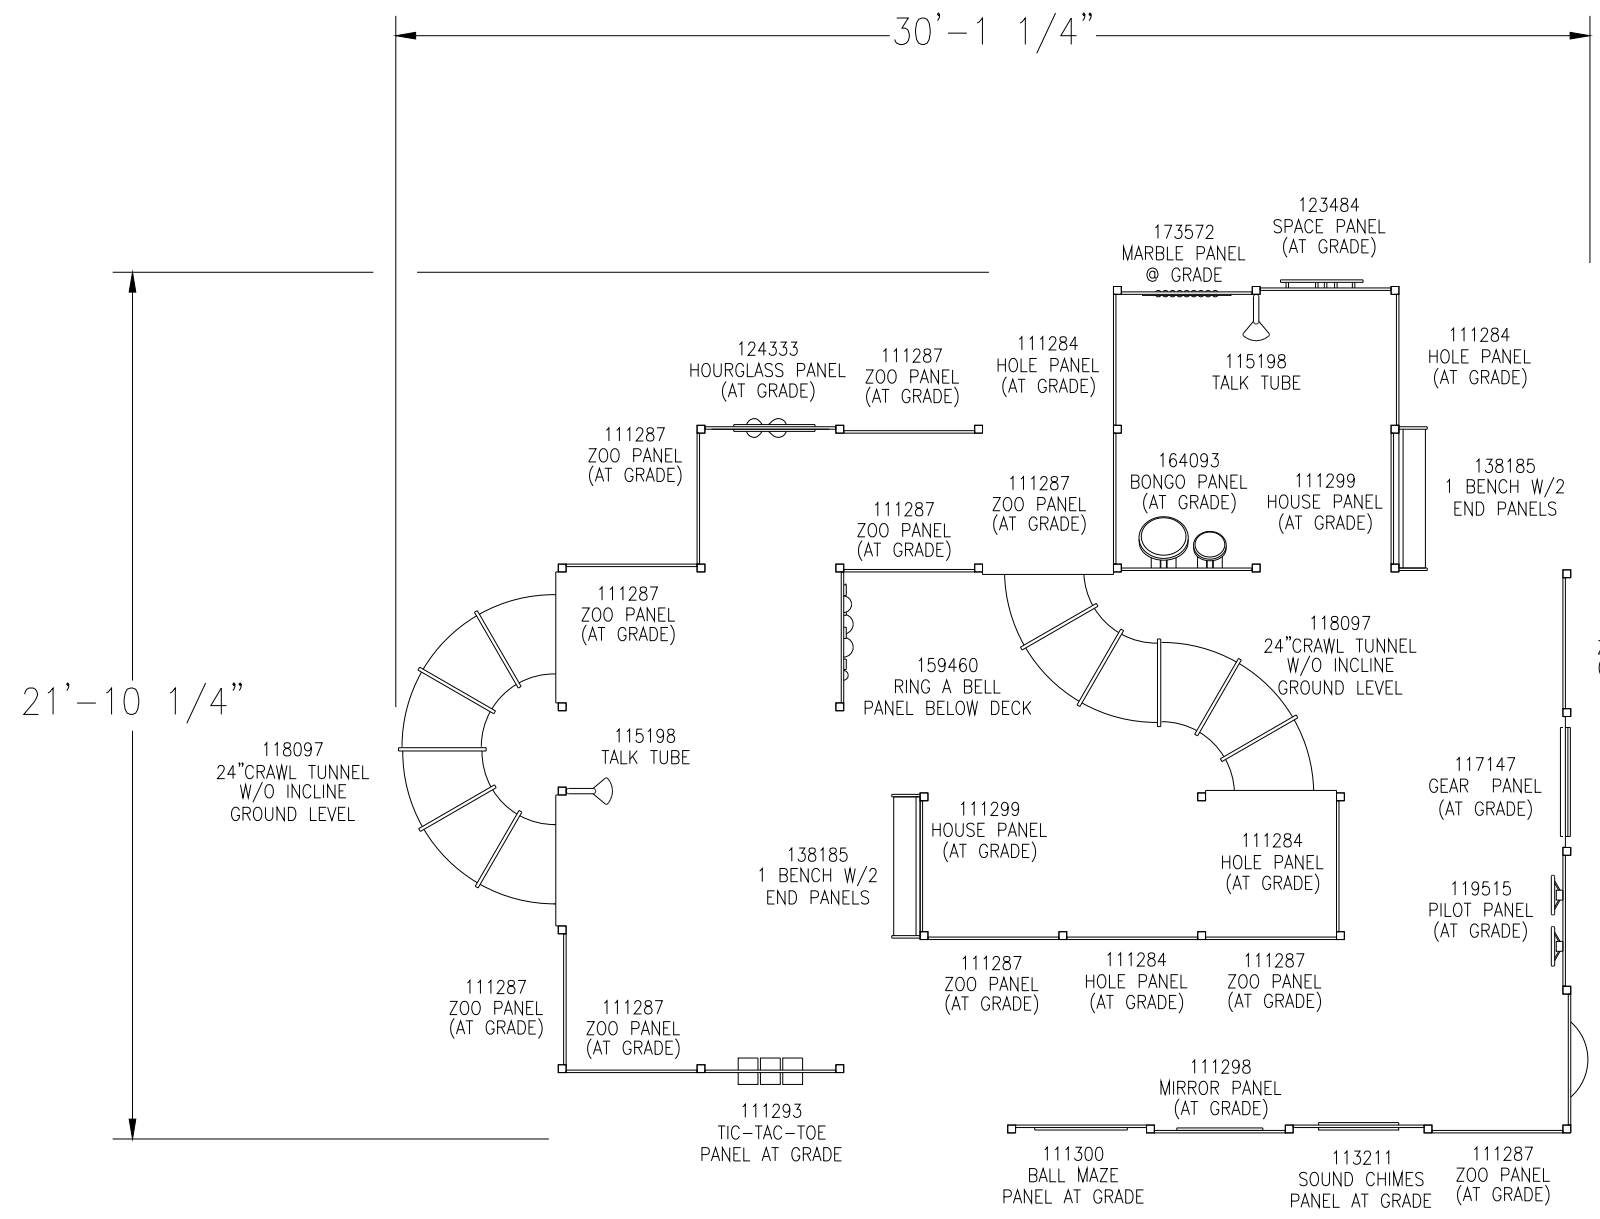 30'-1 1/4"
123484
SPACE PANEL
(AT GRADE)
173572
MARBLE PANEL
@ GRADE
124333
HOURGLASS PANEL
(AT GRADE)
111287
ZOO PANEL
(AT GRADE)
111284
HOLE PANEL
(AT GRADE)
115198
TALK TUBE
111284
HOLE PANEL
(AT GRADE)
111287
ZOO PANEL
(AT GRADE)
111287
ZOO PANEL
(AT GRADE)
111287
ZOO PANEL
(AT GRADE)
164093
BONGO PANEL
(AT GRADE)
111299
HOUSE PANEL
(AT GRADE)
138185
1 BENCH W/2
END PANELS
111287
ZOO PANEL
(AT GRADE)
159460
RING A BELL
PANEL BELOW DECK
118097
24"CRAWL TUNNEL
W/O INCLINE
GROUND LEVEL
21'-10 1/4"
118097
24"CRAWL TUNNEL
W/O INCLINE
GROUND LEVEL
115198
TALK TUBE
117147
GEAR PANEL
(AT GRADE)
138185
1 BENCH W/2
END PANELS
111299
HOUSE PANEL
(AT GRADE)
111284
HOLE PANEL
(AT GRADE)
119515
PILOT PANEL
(AT GRADE)
111287
ZOO PANEL
(AT GRADE)
111287
ZOO PANEL
(AT GRADE)
111287
ZOO PANEL
(AT GRADE)
111284
HOLE PANEL
(AT GRADE)
111287
ZOO PANEL
(AT GRADE)
111293
TIC-TAC-TOE
PANEL AT GRADE
111298
MIRROR PANEL
(AT GRADE)
111300
BALL MAZE
PANEL AT GRADE
113211
SOUND CHIMES
PANEL AT GRADE
111287
ZOO PANEL
(AT GRADE)